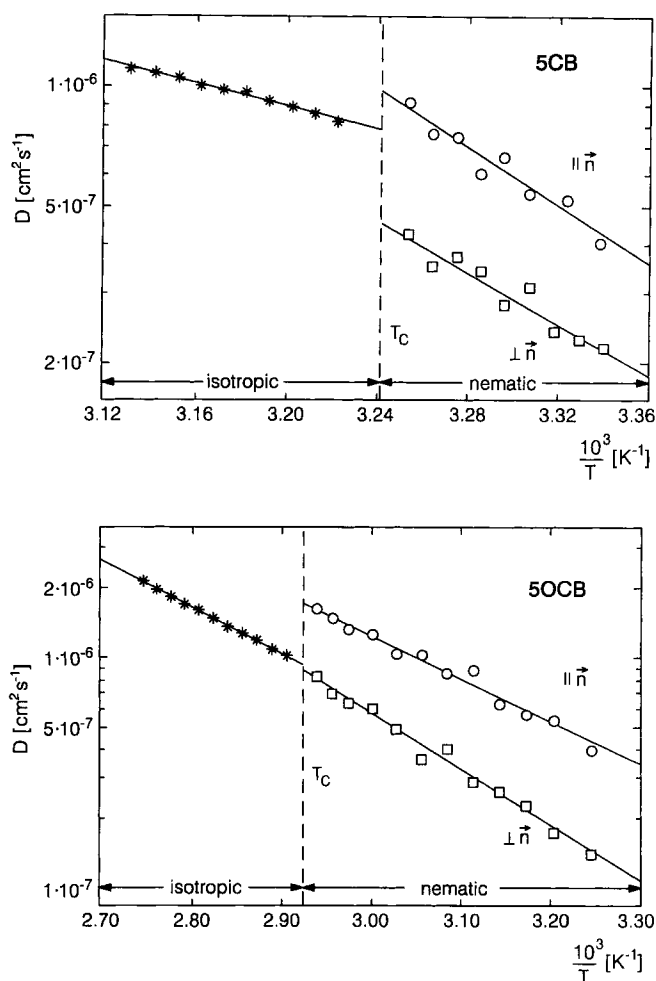 5CB
1·10⁻⁶
5·10⁻⁷
2·10⁻⁷
D [cm² s⁻¹]
∥ n⃗
⊥ n⃗
T_C
isotropic
nematic
3.12 3.16 3.20 3.24 3.28 3.32 3.36
10³/T [K⁻¹]
5OCB
2·10⁻⁶
1·10⁻⁶
5·10⁻⁷
1·10⁻⁷
D [cm² s⁻¹]
∥ n⃗
⊥ n⃗
T_C
isotropic
nematic
2.70 2.80 2.90 3.00 3.10 3.20 3.30
10³/T [K⁻¹]